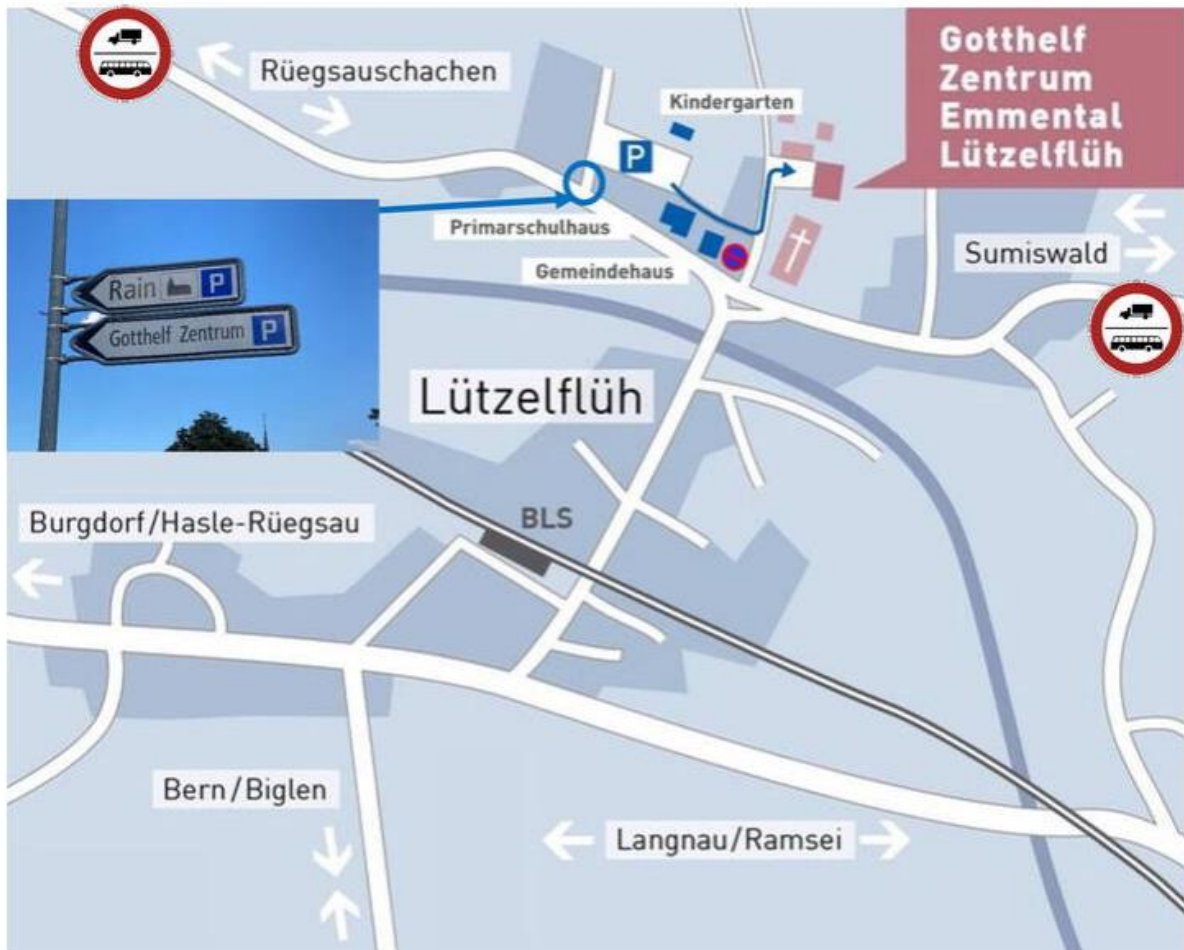 Gotthelf
Zentrum
Emmental
Lützelflüh
Rüegsauschachen
Kindergarten
P
Primarschulhaus
Gemeindehaus
Sumiswald
Rain P
Gotthelf Zentrum P
Lützelflüh
BLS
Burgdorf/Hasle-Rüegsau
Bern/Biglen
Langnau/Ramsei